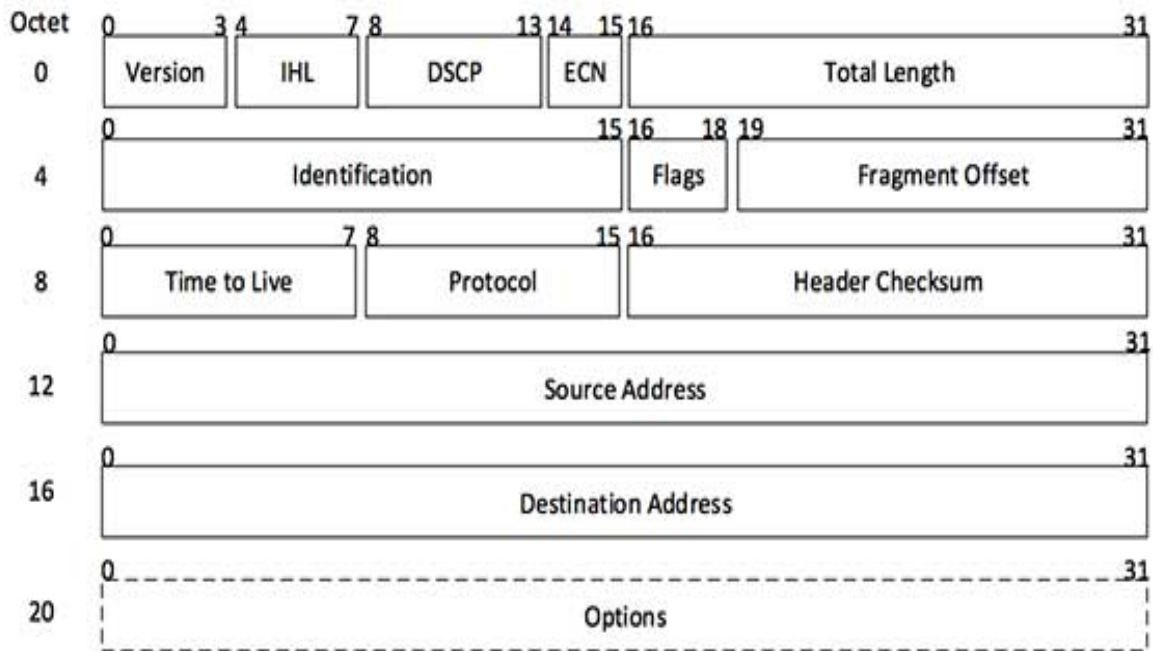 Octet 0 3 4 7 8 13 14 15 16 31
0 Version IHL DSCP ECN Total Length
0 15 16 18 19 31
4 Identification Flags Fragment Offset
0 7 8 15 16 31
8 Time to Live Protocol Header Checksum
0 31
12 Source Address
0 31
16 Destination Address
0 31
20 Options